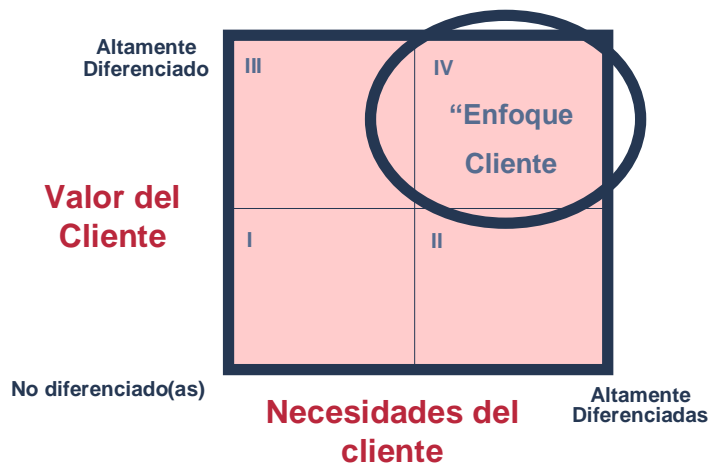 Altamente
Diferenciado
III
IV
“Enfoque
Cliente
Valor del
Cliente
I
II
No diferenciado(as)
Necesidades del
cliente
Altamente
Diferenciadas